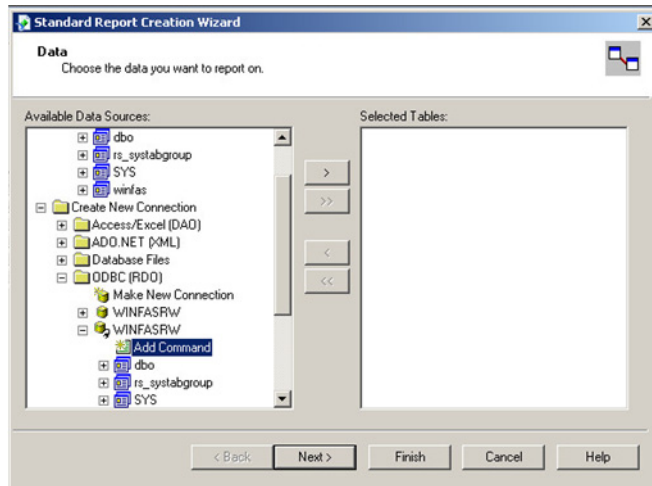 Standard Report Creation Wizard
Data
Choose the data you want to report on.
Available Data Sources:
Selected Tables:
dbo
rs_systabgroup
SYS
winfas
Create New Connection
Access/Excel (DAO)
ADO.NET (XML)
Database Files
ODBC (RDO)
Make New Connection
WINFASRW
WINFASRW
Add Command
dbo
rs_systabgroup
SYS
>
>>
<
<<
< Back
Next >
Finish
Cancel
Help